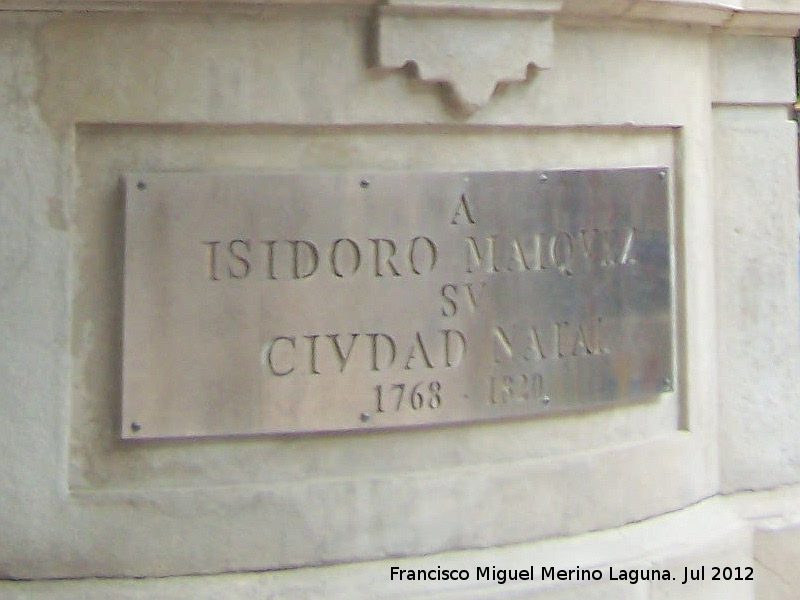 A
ISIDORO MAIQVEZ
SV
CIVDAD NATAL
1768 - 1820
Francisco Miguel Merino Laguna. Jul 2012